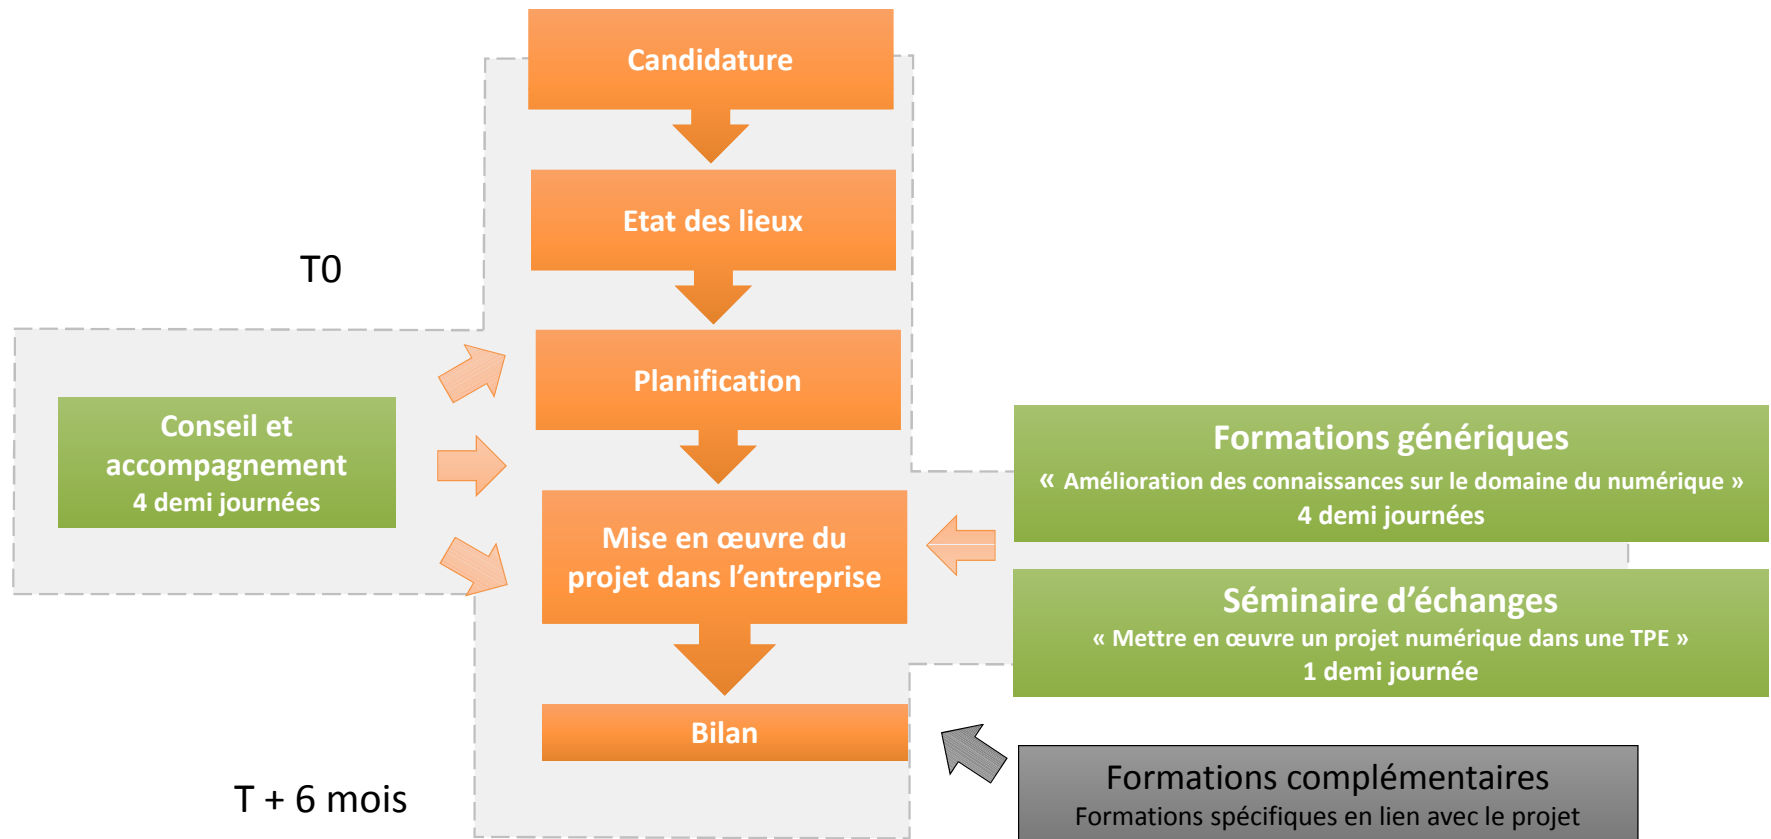 Candidature
Etat des lieux
T0
Planification
Conseil et
accompagnement
4 demi journées
Formations génériques
« Amélioration des connaissances sur le domaine du numérique »
4 demi journées
Mise en œuvre du
projet dans l’entreprise
Séminaire d’échanges
« Mettre en œuvre un projet numérique dans une TPE »
1 demi journée
Bilan
Formations complémentaires
Formations spécifiques en lien avec le projet
T + 6 mois